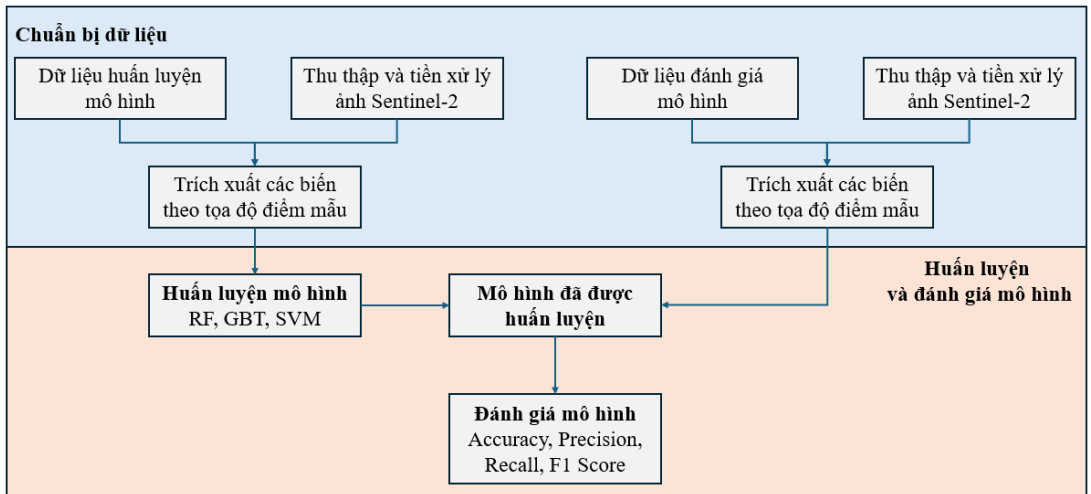 Chuẩn bị dữ liệu
Dữ liệu huấn luyện
mô hình
Thu thập và tiền xử lý
ảnh Sentinel-2
Dữ liệu đánh giá
mô hình
Thu thập và tiền xử lý
ảnh Sentinel-2
Trích xuất các biến
theo tọa độ điểm mẫu
Trích xuất các biến
theo tọa độ điểm mẫu
Huấn luyện
và đánh giá mô hình
Huấn luyện mô hình
RF, GBT, SVM
Mô hình đã được
huấn luyện
Đánh giá mô hình
Accuracy, Precision,
Recall, F1 Score